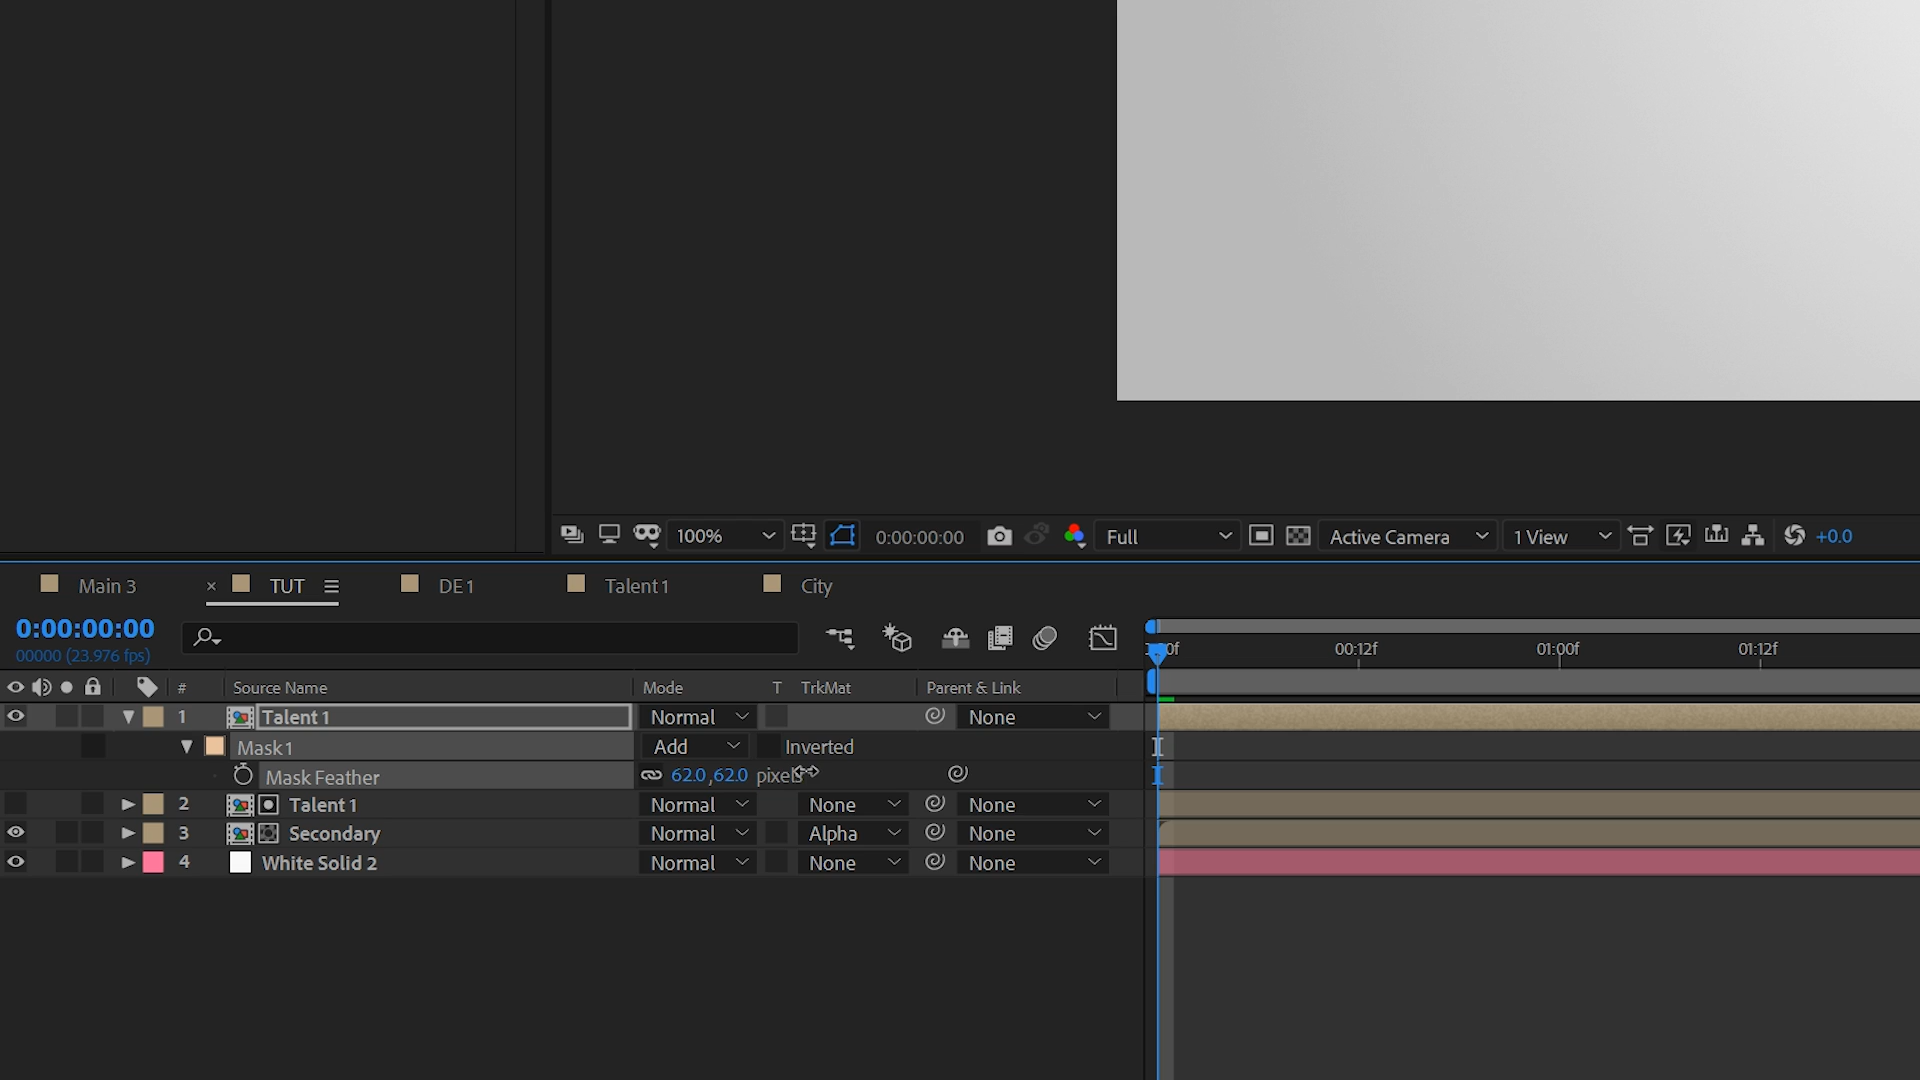 100%
0:00:00:00
Full
Active Camera
1 View
+0.0
Main 3
× TUT
DE 1
Talent 1
City
0:00:00:00
00000 (23.976 fps)
00:12f
01:00f
01:12f
#
Source Name
Mode
T
TrkMat
Parent & Link
1 Talent 1 Normal None
Mask 1 Add Inverted
Mask Feather 62.0,62.0 pixels
2 Talent 1 Normal None None
3 Secondary Normal Alpha None
4 White Solid 2 Normal None None